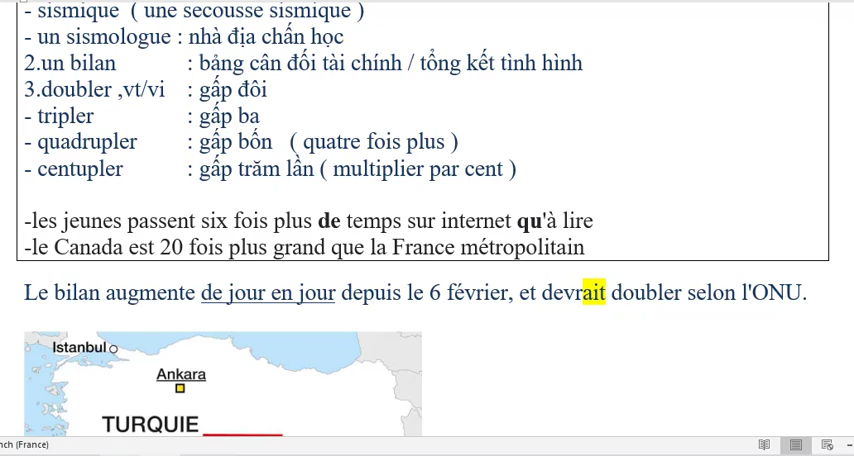 - sismique ( une secousse sismique )
- un sismologue : nhà địa chấn học
2.un bilan : bảng cân đối tài chính / tổng kết tình hình
3.doubler ,vt/vi : gấp đôi
- tripler : gấp ba
- quadrupler : gấp bốn ( quatre fois plus )
- centupler : gấp trăm lần ( multiplier par cent )
-les jeunes passent six fois plus de temps sur internet qu'à lire
-le Canada est 20 fois plus grand que la France métropolitain
Le bilan augmente de jour en jour depuis le 6 février, et devrait doubler selon l'ONU.
Istanbul
Ankara
TURQUIE
nch (France)